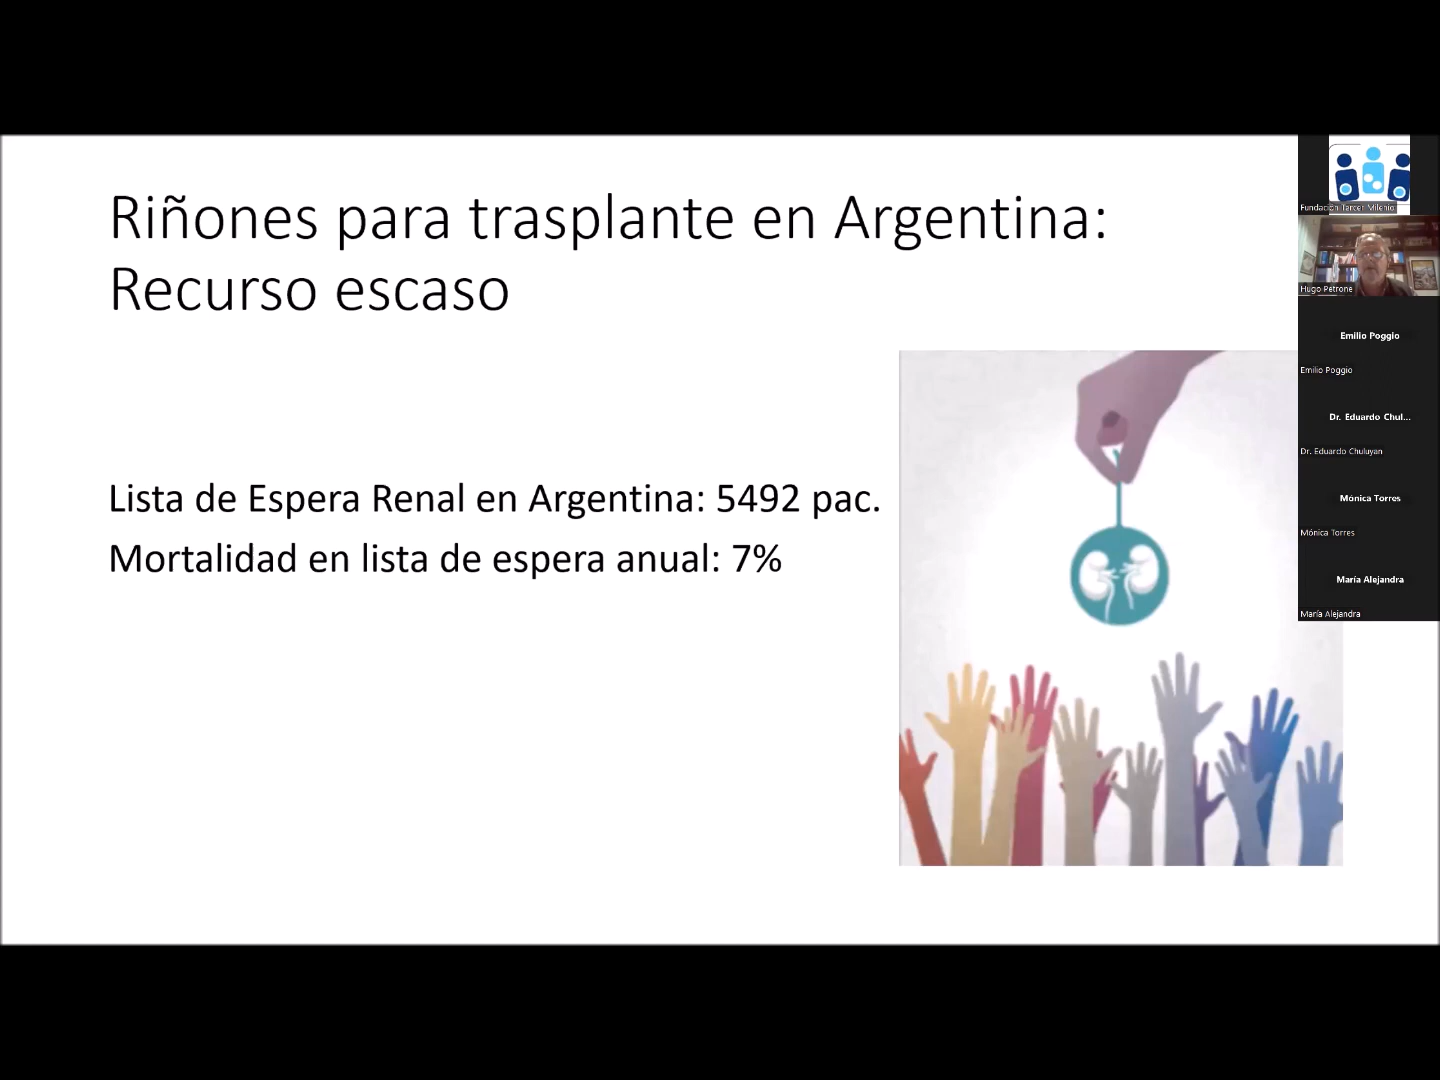 Riñones para trasplante en Argentina:
Recurso escaso
Lista de Espera Renal en Argentina: 5492 pac.
Mortalidad en lista de espera anual: 7%
Fundación Tercer Milenio
Hugo Petrone
Emilio Poggio
Emilio Poggio
Dr. Eduardo Chul...
Dr. Eduardo Chuluyan
Mónica Torres
Mónica Torres
María Alejandra
María Alejandra